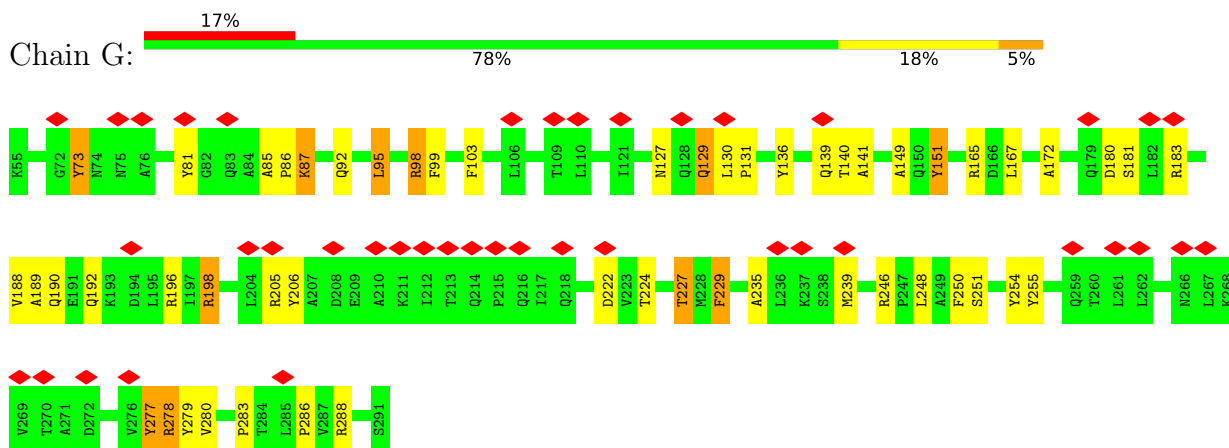 17%
Chain G:
78% 18% 5%
K55 G72 Y73 N74 N75 A76 Y81 G82 Q83 A84 A85 P86 K87 Q92 L95 R98 F99 F103 L106 T109 L110 I121 N127 Q128 Q129 L130 P131 Y136 Q139 T140 A141 A149 Q150 Y151 R165 D166 L167 A172 Q179 D180 S181 L182 R183
V188 A189 Q190 E191 Q192 K193 D194 L195 R196 I197 R198 L204 R205 Y206 A207 D208 E209 A210 K211 I212 T213 Q214 P215 Q216 I217 Q218 D222 V223 T224 T227 M228 F229 A235 L236 K237 S238 M239 R246 P247 L248 A249 F250 S251 Y254 Y255 Q259 T260 L261 L262 N266 L267 K268
V269 T270 A271 D272 V276 Y277 R278 Y279 V280 P283 T284 L285 P286 V287 R288 S291